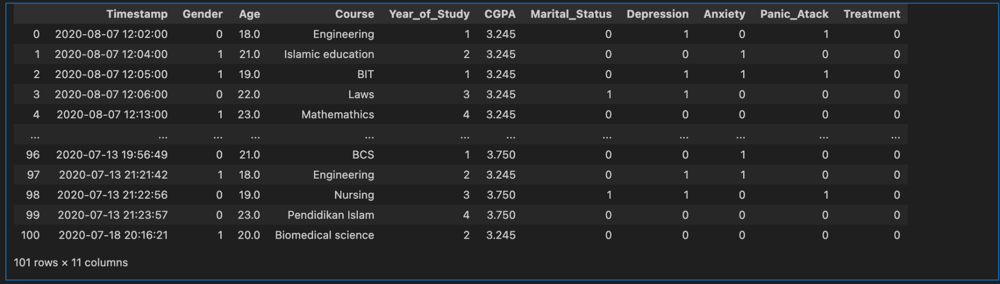 Timestamp Gender Age Course Year_of_Study CGPA Marital_Status Depression Anxiety Panic_Atack Treatment
0 2020-08-07 12:02:00 0 18.0 Engineering 1 3.245 0 1 0 1 0
1 2020-08-07 12:04:00 1 21.0 Islamic education 2 3.245 0 0 1 0 0
2 2020-08-07 12:05:00 1 19.0 BIT 1 3.245 0 1 1 1 0
3 2020-08-07 12:06:00 0 22.0 Laws 3 3.245 1 1 0 0 0
4 2020-08-07 12:13:00 1 23.0 Mathemathics 4 3.245 0 0 0 0 0
... ... ... ... ... ... ... ... ... ... ... ...
96 2020-07-13 19:56:49 0 21.0 BCS 1 3.750 0 0 1 0 0
97 2020-07-13 21:21:42 1 18.0 Engineering 2 3.245 0 1 1 0 0
98 2020-07-13 21:22:56 0 19.0 Nursing 3 3.750 1 1 0 1 0
99 2020-07-13 21:23:57 0 23.0 Pendidikan Islam 4 3.750 0 0 0 0 0
100 2020-07-18 20:16:21 1 20.0 Biomedical science 2 3.245 0 0 0 0 0
101 rows × 11 columns